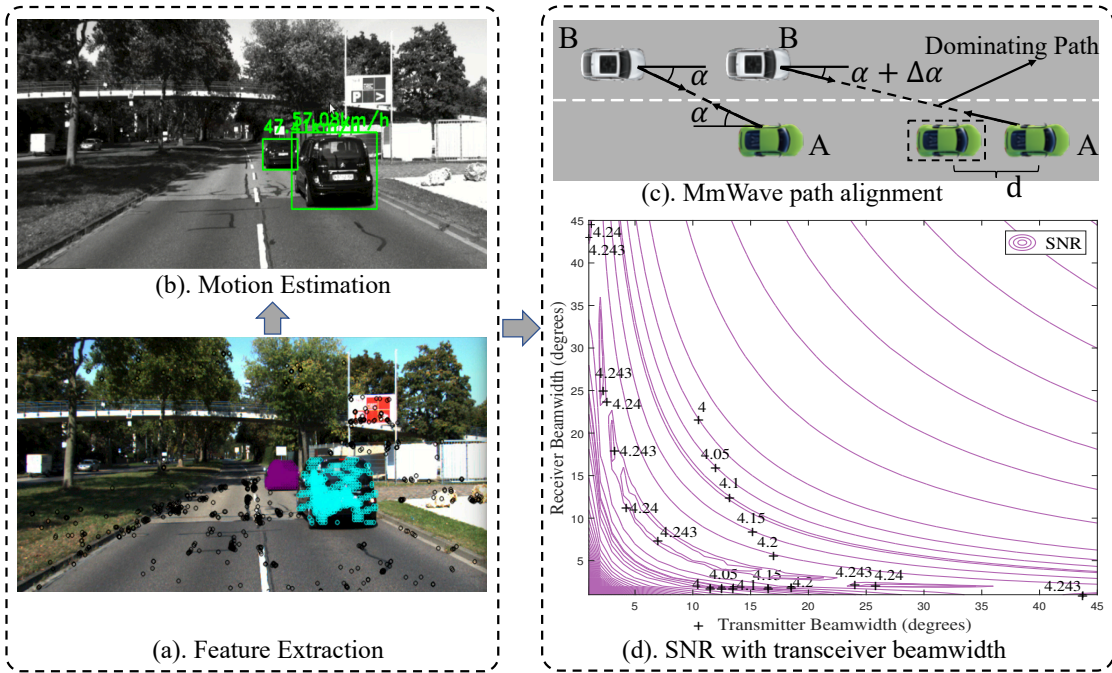 57.08km/h
47.
P
(b). Motion Estimation
(a). Feature Extraction
B
B
Dominating Path
α
α + Δα
α
A
A
d
(c). MmWave path alignment
SNR
45
40
35
30
25
20
15
10
5
Receiver Beamwidth (degrees)
4.24
4.243
4.243
4.24
4
4.243
4.05
4.1
4.24
4.15
4.243
4.2
4
4.05
4.1
4.15
4.2
4.243
4.24
4.243
5
10
15
20
25
30
35
40
45
+ Transmitter Beamwidth (degrees)
(d). SNR with transceiver beamwidth